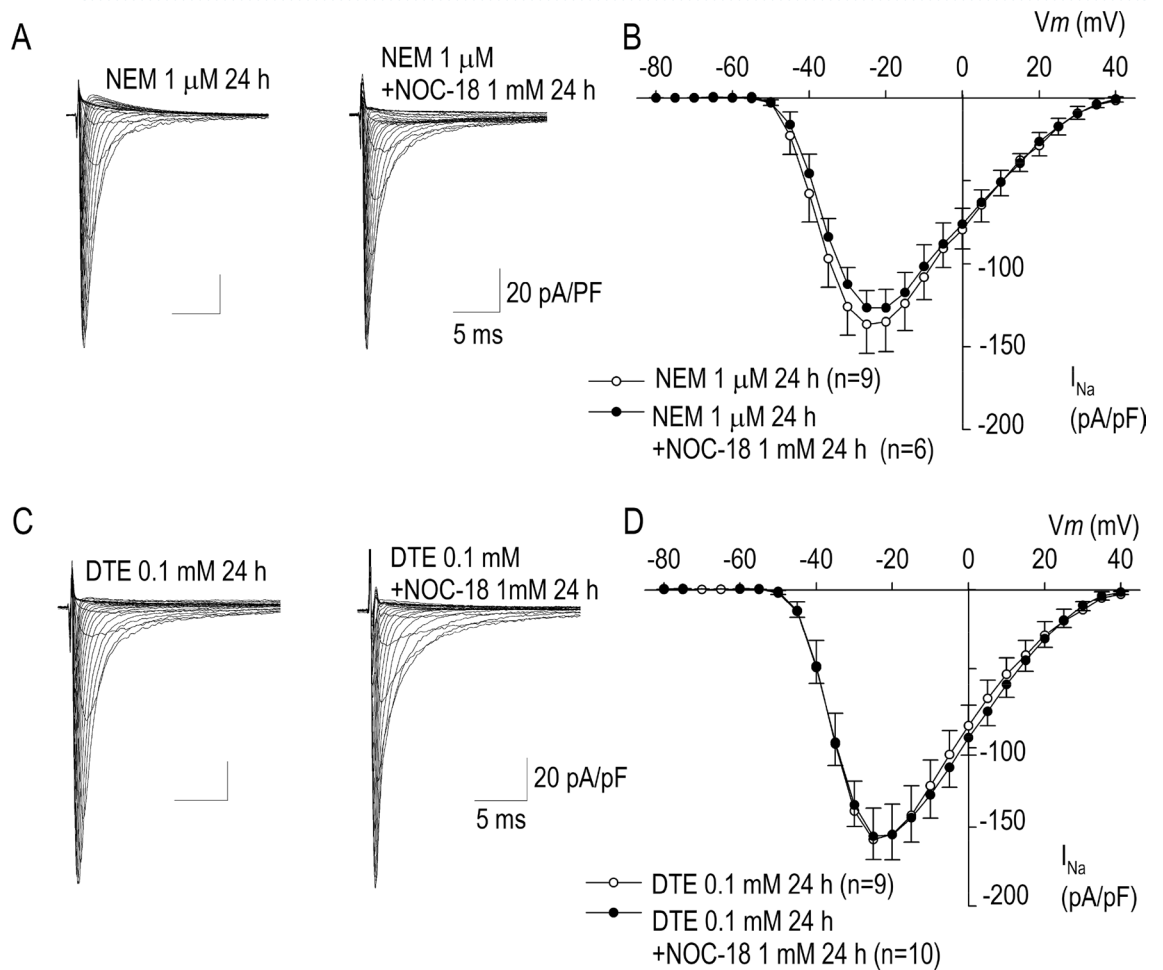 A
NEM 1 μM 24 h
NEM 1 μM
+NOC-18 1 mM 24 h
20 pA/PF
5 ms
B
Vm (mV)
-80 -60 -40 -20 0 20 40
-100
-150
-200
I_Na
(pA/pF)
NEM 1 μM 24 h (n=9)
NEM 1 μM 24 h
+NOC-18 1 mM 24 h (n=6)
C
DTE 0.1 mM 24 h
DTE 0.1 mM
+NOC-18 1mM 24 h
20 pA/pF
5 ms
D
Vm (mV)
-80 -60 -40 -20 0 20 40
-100
-150
-200
I_Na
(pA/pF)
DTE 0.1 mM 24 h (n=9)
DTE 0.1 mM 24 h
+NOC-18 1 mM 24 h (n=10)